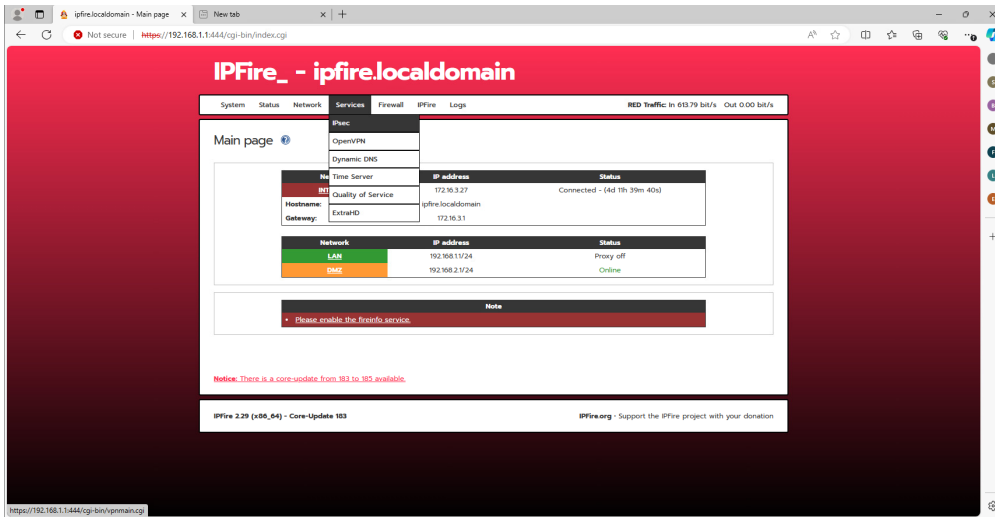 ipfire.localdomain - Main page
New tab
Not secure
https://192.168.1.1:444/cgi-bin/index.cgi
IPFire_ - ipfire.localdomain
System Status Network Services Firewall IPFire Logs
RED Traffic: In 613.79 bit/s Out 0.00 bit/s
IPsec
OpenVPN
Dynamic DNS
Time Server
Quality of Service
ExtraHD
Main page
IP address Status
172.16.3.27 Connected - (4d 11h 39m 40s)
Hostname: ipfire.localdomain
Gateway: 172.16.3.1
Network IP address Status
LAN 192.168.1.1/24 Proxy off
DMZ 192.168.2.1/24 Online
Note
Please enable the fireinfo service.
Notice: There is a core-update from 183 to 185 available.
IPFire 2.29 (x86_64) - Core-Update 183
IPFire.org • Support the IPFire project with your donation
https://192.168.1.1:444/cgi-bin/vpnmain.cgi